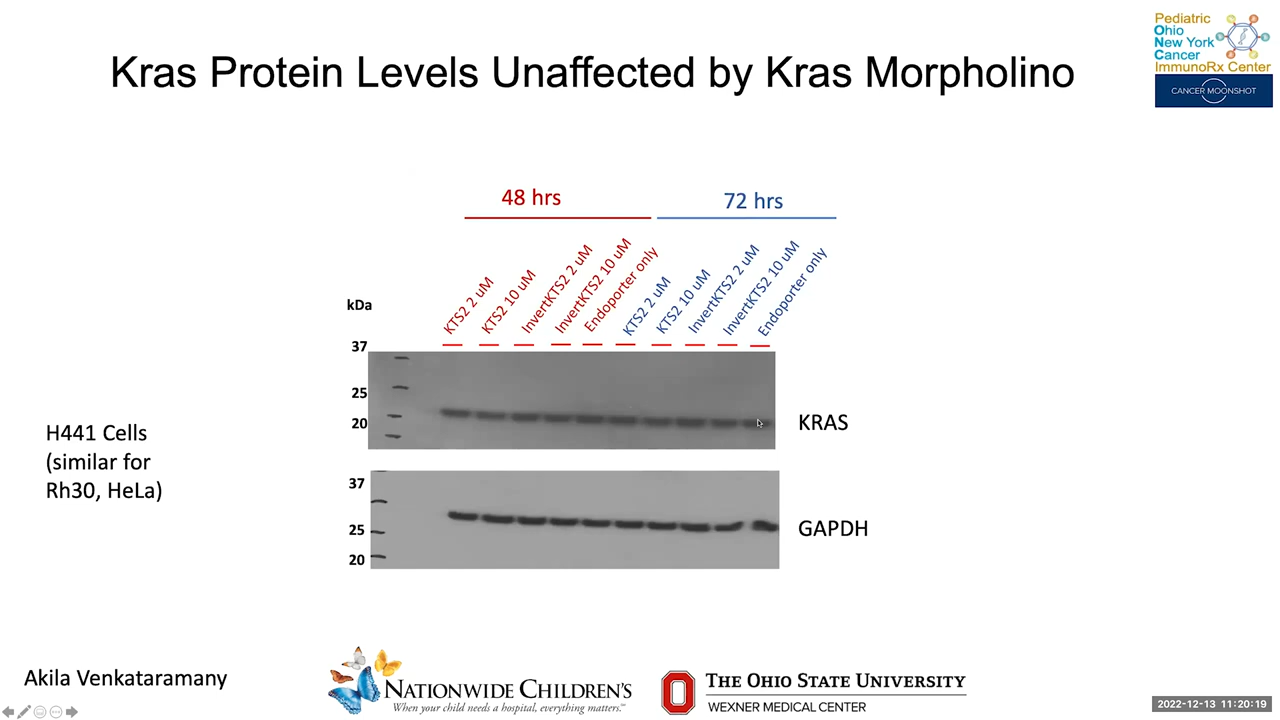 Pediatric
Ohio
New York
Cancer
ImmunoRx Center
CANCER MOONSHOT
Kras Protein Levels Unaffected by Kras Morpholino
48 hrs
72 hrs
KTS2 2 uM
KTS2 10 uM
InvertKTS2 2 uM
InvertKTS2 10 uM
Endoporter only
KTS2 2 uM
KTS2 10 uM
InvertKTS2 2 uM
InvertKTS2 10 uM
Endoporter only
kDa
37
25
20
KRAS
H441 Cells
(similar for
Rh30, HeLa)
37
25
20
GAPDH
Akila Venkataramany
NATIONWIDE CHILDREN'S
When your child needs a hospital, everything matters.℠
THE OHIO STATE UNIVERSITY
WEXNER MEDICAL CENTER
2022-12-13 11:20:19